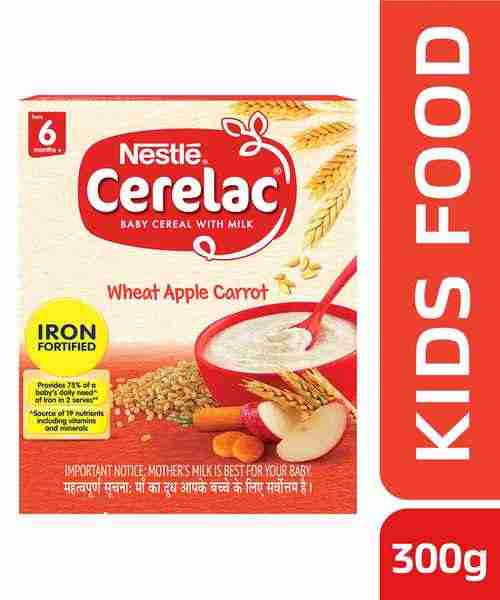 from
6
months +
Nestlé®
Cerelac®
BABY CEREAL WITH MILK
Wheat Apple Carrot
IRON
FORTIFIED
Provides 75% of a
baby's daily need^
of Iron in 2 serves**
^Source of 19 nutrients
including vitamins
and minerals
IMPORTANT NOTICE: MOTHER'S MILK IS BEST FOR YOUR BABY.
महत्वपूर्ण सूचना: माँ का दूध आपके बच्चे के लिए सर्वोत्तम है।
KIDS FOOD
300g